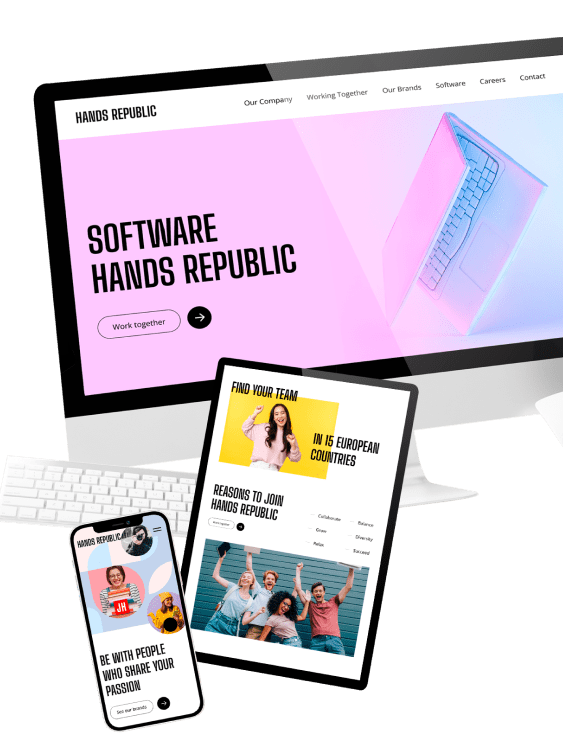 HANDS REPUBLIC
Our Company Working Together Our Brands Software Careers Contact
SOFTWARE
HANDS REPUBLIC
Work together
FIND YOUR TEAM
IN 15 EUROPEAN
COUNTRIES
REASONS TO JOIN
HANDS REPUBLIC
Work together
Collaborate Balance
Grow Diversity
Relax Succeed
HANDS REPUBLIC
JH
BE WITH PEOPLE
WHO SHARE YOUR
PASSION
See our brands